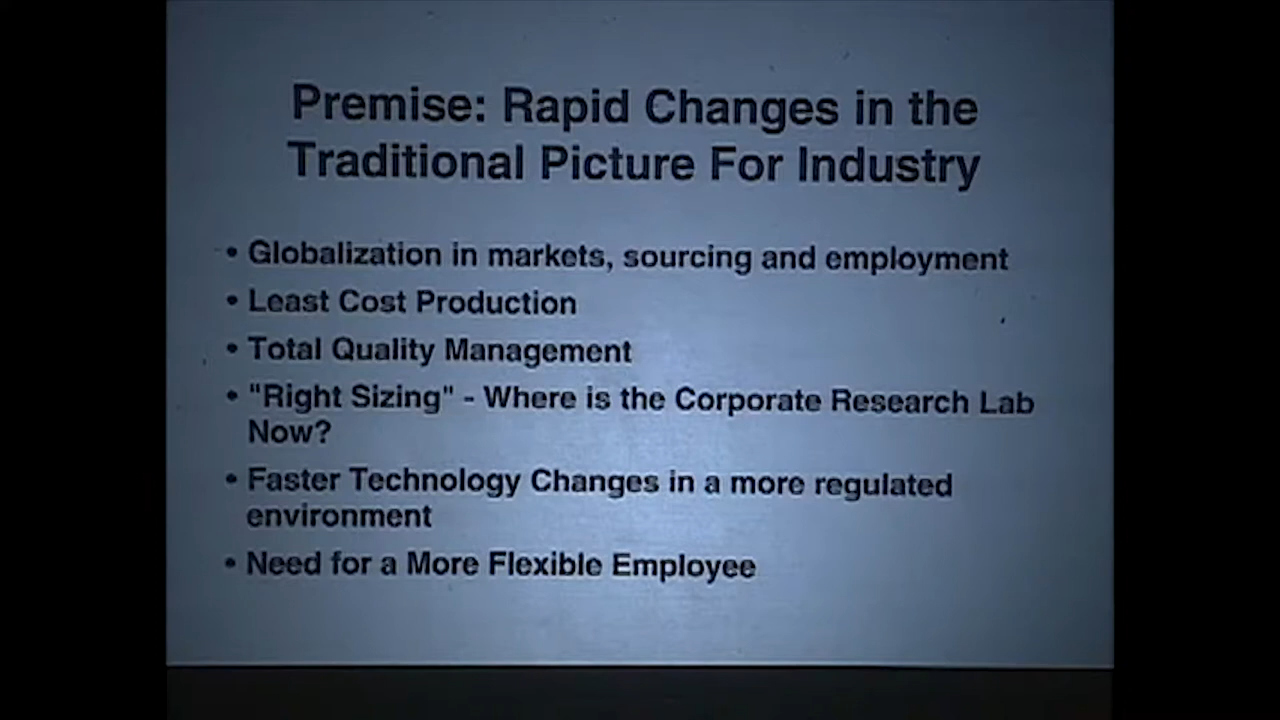 Premise: Rapid Changes in the
Traditional Picture For Industry
• Globalization in markets, sourcing and employment
• Least Cost Production
• Total Quality Management
• "Right Sizing" - Where is the Corporate Research Lab
Now?
• Faster Technology Changes in a more regulated
environment
• Need for a More Flexible Employee